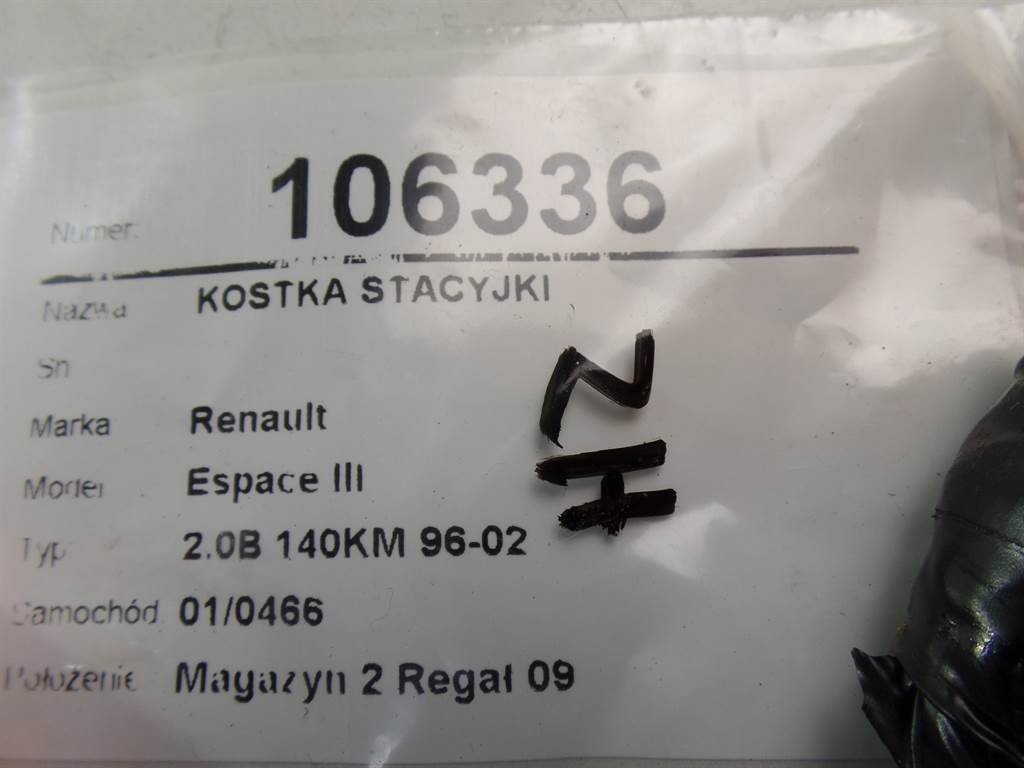 Numer: 106336
Nazwa KOSTKA STACYJKI
Sn
Marka Renault
Model Espace III
Typ 2.0B 140KM 96-02
Samochód 01/0466
Położenie Magazyn 2 Regał 09